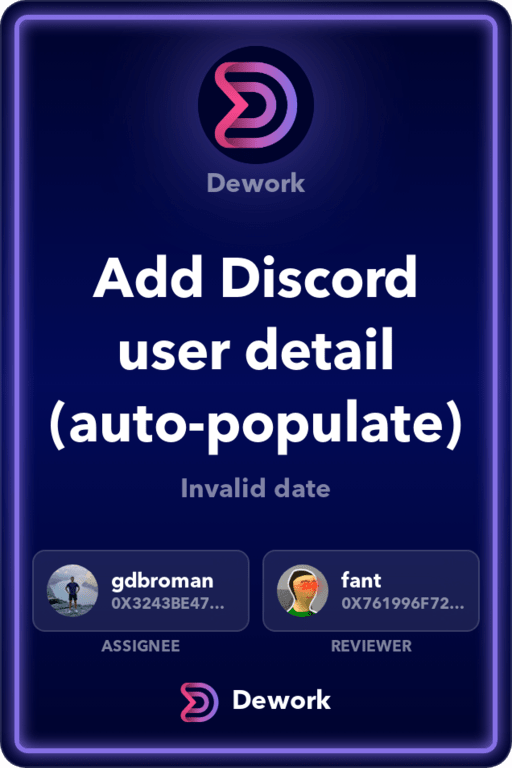 Dework
Add Discord
user detail
(auto-populate)
Invalid date
gdbroman
0X3243BE47...
ASSIGNEE
fant
0X761996F72...
REVIEWER
Dework